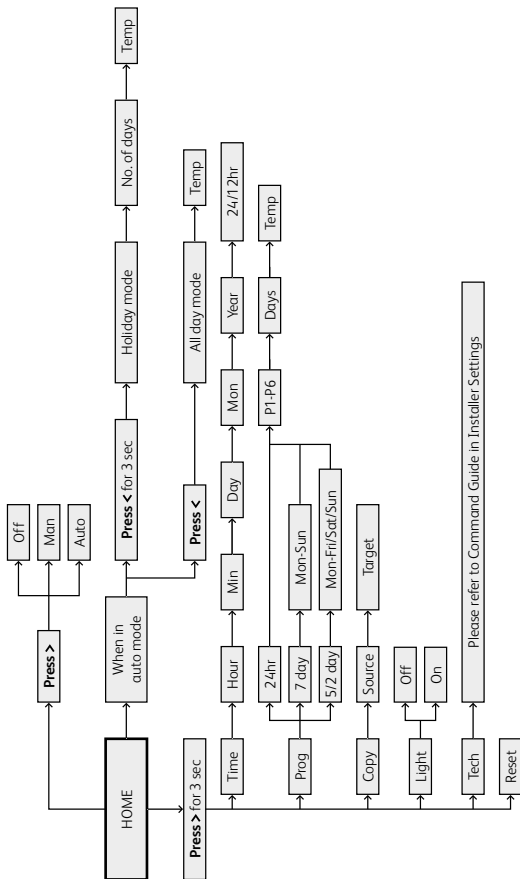 HOME
Press >
Off
Man
Auto
When in
auto mode
Press < for 3 sec
Holiday mode
No. of days
Temp
Press <
All day mode
Temp
Press > for 3 sec
Time
Hour
Min
Day
Mon
Year
24/12hr
Prog
24hr
7 day
5/2 day
Mon-Sun
Mon-Fri/Sat/Sun
P1-P6
Days
Temp
Copy
Source
Target
Light
Off
On
Tech
Please refer to Command Guide in Installer Settings
Reset